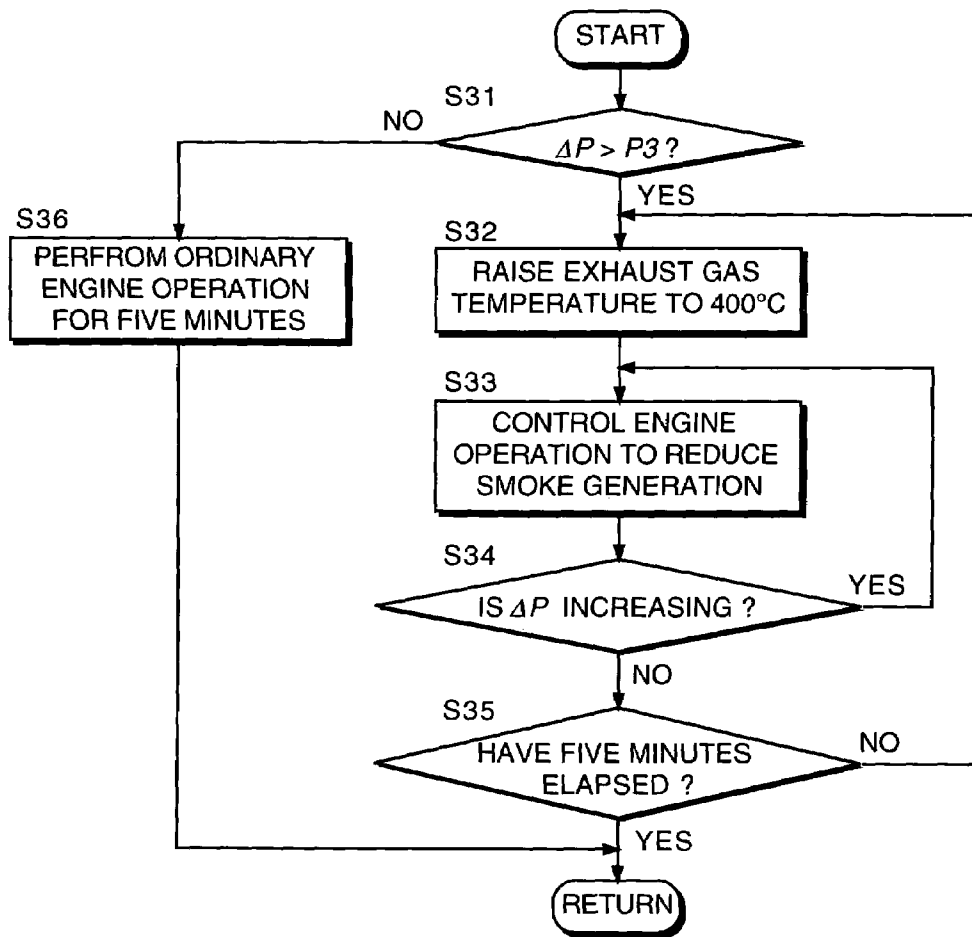 START
S31
NO
ΔP > P3 ?
YES
S36
PERFROM ORDINARY
ENGINE OPERATION
FOR FIVE MINUTES
S32
RAISE EXHAUST GAS
TEMPERATURE TO 400°C
S33
CONTROL ENGINE
OPERATION TO REDUCE
SMOKE GENERATION
S34
IS ΔP INCREASING ?
YES
NO
S35
HAVE FIVE MINUTES
ELAPSED ?
NO
YES
RETURN